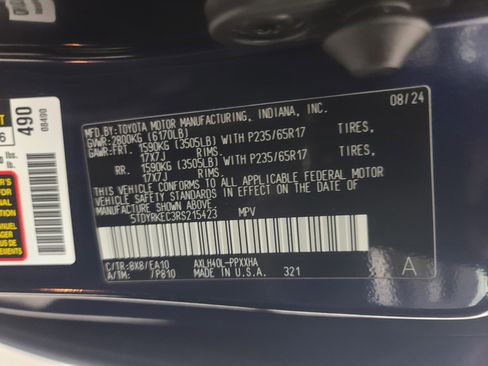 MFD. BY: TOYOTA MOTOR MANUFACTURING, INDIANA, INC. 08/24
GVWR: 2800KG (6170LB)
GAWR: FRT. 1590KG (3505LB) WITH P235/65R17 TIRES,
17X7J RIMS.
RR. 1590KG (3505LB) WITH P235/65R17 TIRES,
17X7J RIMS.
THIS VEHICLE CONFORMS TO ALL APPLICABLE FEDERAL MOTOR
VEHICLE SAFETY STANDARDS IN EFFECT ON THE DATE OF
MANUFACTURE SHOWN ABOVE.
5TDYRKEC3RS215423 MPV
C/TR: 8X8/EA10 AXLH40L-PPXXHA
A/TM: /P810 MADE IN U.S.A. 321 A
490
08490